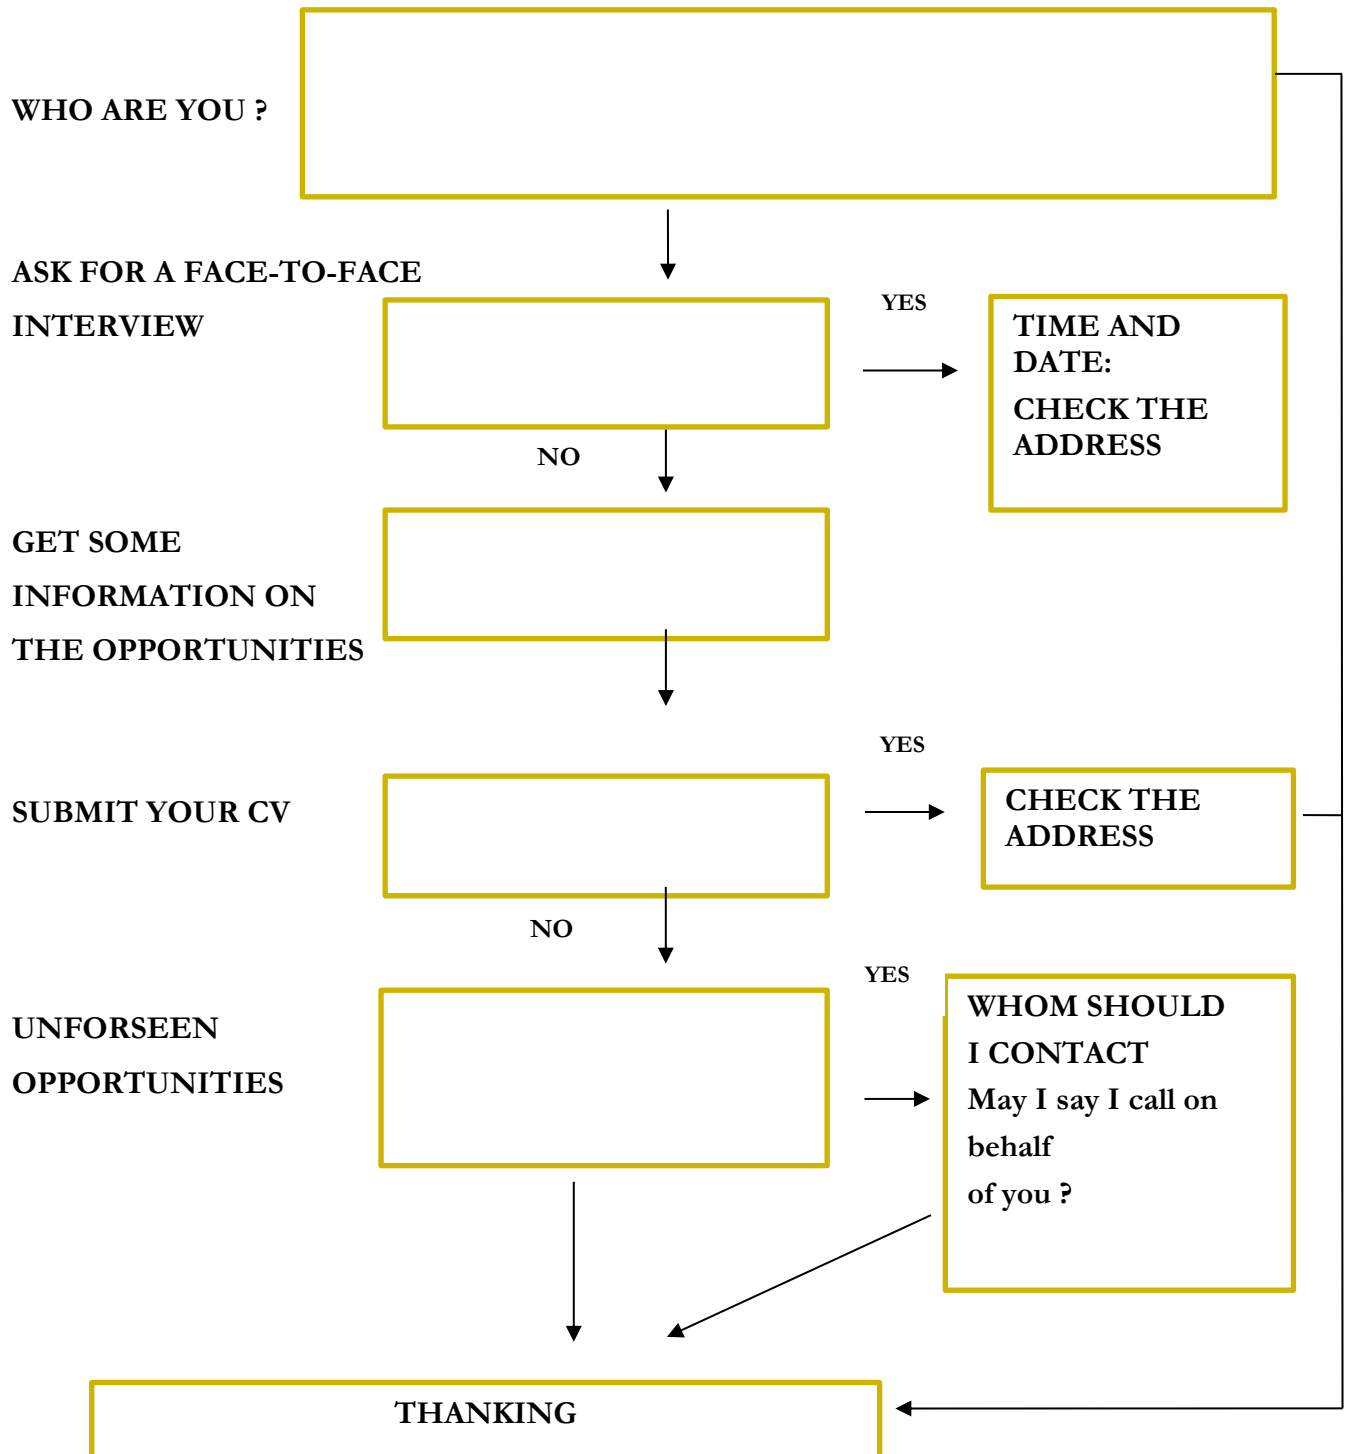 WHO ARE YOU ?
ASK FOR A FACE-TO-FACE
INTERVIEW
YES
TIME AND
DATE:
CHECK THE
ADDRESS
NO
GET SOME
INFORMATION ON
THE OPPORTUNITIES
YES
SUBMIT YOUR CV
CHECK THE
ADDRESS
NO
YES
UNFORSEEN
OPPORTUNITIES
WHOM SHOULD
I CONTACT
May I say I call on
behalf
of you ?
THANKING